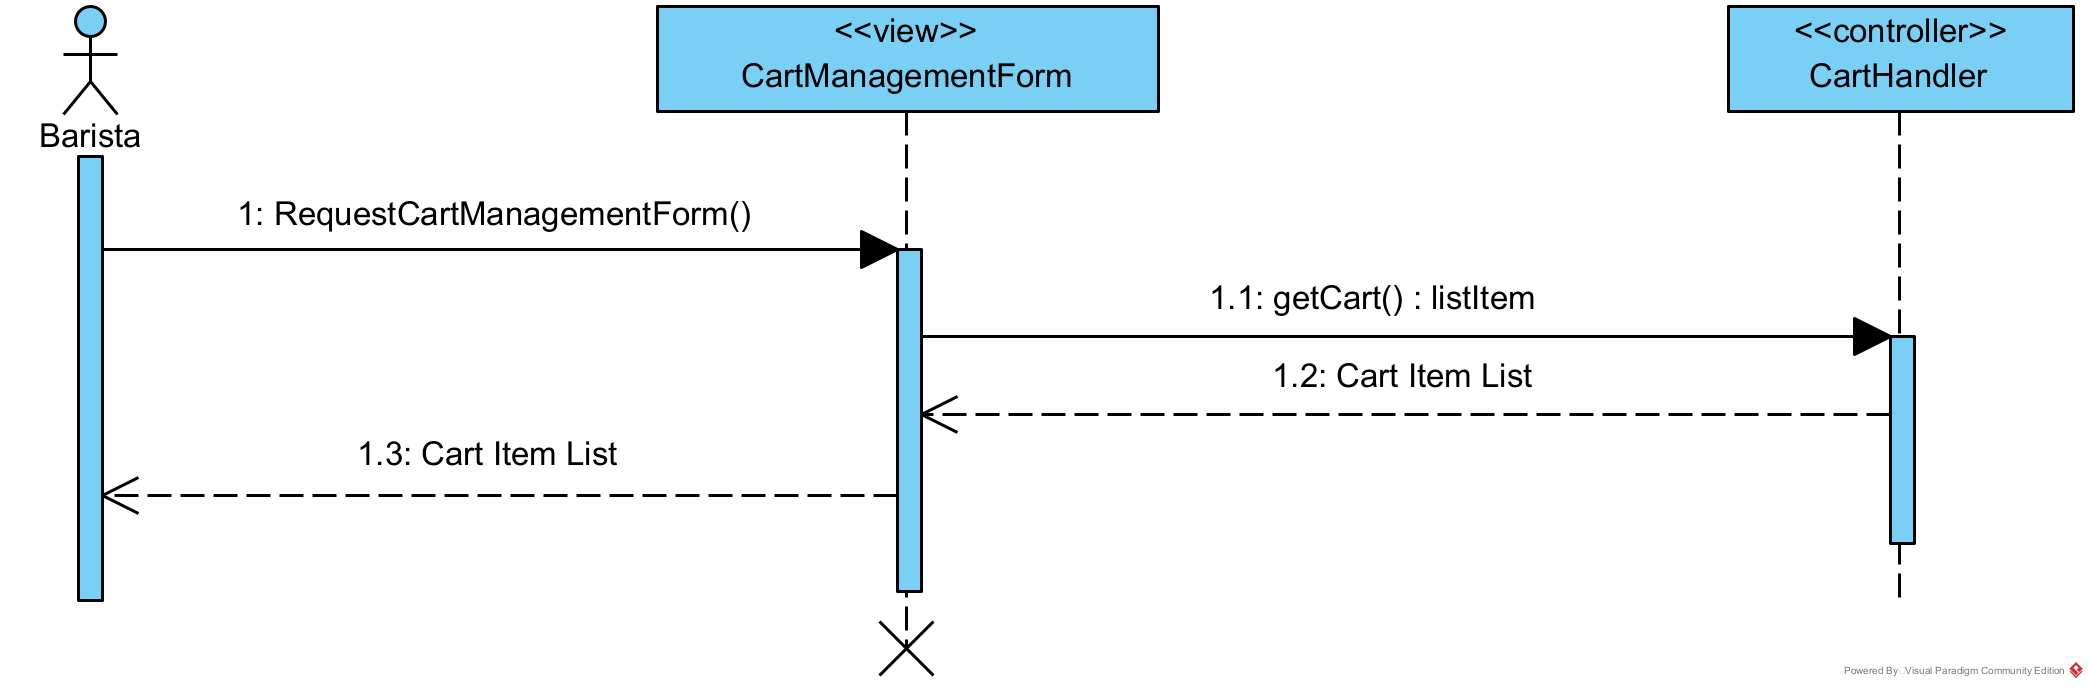 <<view>>
CartManagementForm
<<controller>>
CartHandler
Barista
1: RequestCartManagementForm()
1.1: getCart() : listItem
1.2: Cart Item List
1.3: Cart Item List
Powered By Visual Paradigm Community Edition